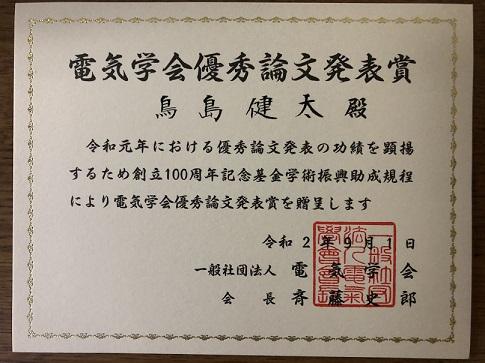 電気学会優秀論文発表賞
鳥島健太殿
令和元年における優秀論文発表の功績を顕揚
するため創立100周年記念基金学術振興助成規程
により電気学会優秀論文発表賞を贈呈します
令和2年9月1日
一般社団法人 電気学会
会長 斉藤史郎